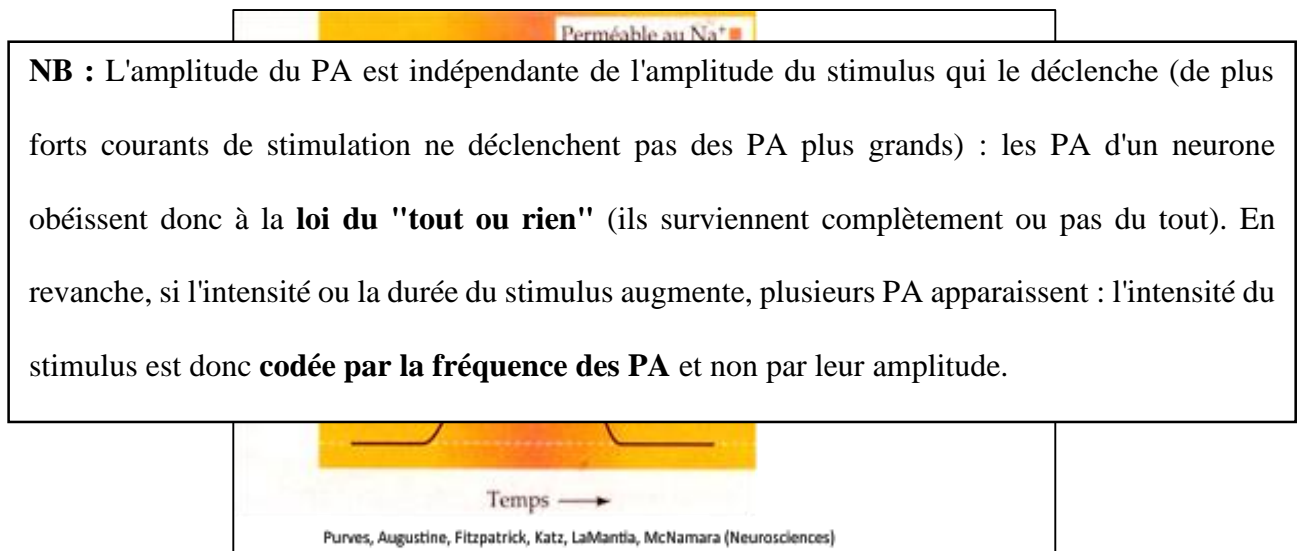 Perméable au Na⁺
NB : L'amplitude du PA est indépendante de l'amplitude du stimulus qui le déclenche (de plus
forts courants de stimulation ne déclenchent pas des PA plus grands) : les PA d'un neurone
obéissent donc à la loi du "tout ou rien" (ils surviennent complètement ou pas du tout). En
revanche, si l'intensité ou la durée du stimulus augmente, plusieurs PA apparaissent : l'intensité du
stimulus est donc codée par la fréquence des PA et non par leur amplitude.
Temps
Purves, Augustine, Fitzpatrick, Katz, LaMantia, McNamara (Neurosciences)